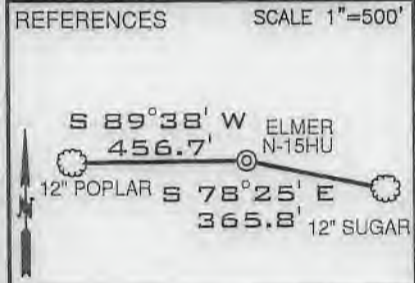 REFERENCES
SCALE 1"=500'
S 89°38' W
456.7'
ELMER
N-15HU
12" POPLAR
S 78°25' E
365.8'
12" SUGAR
N